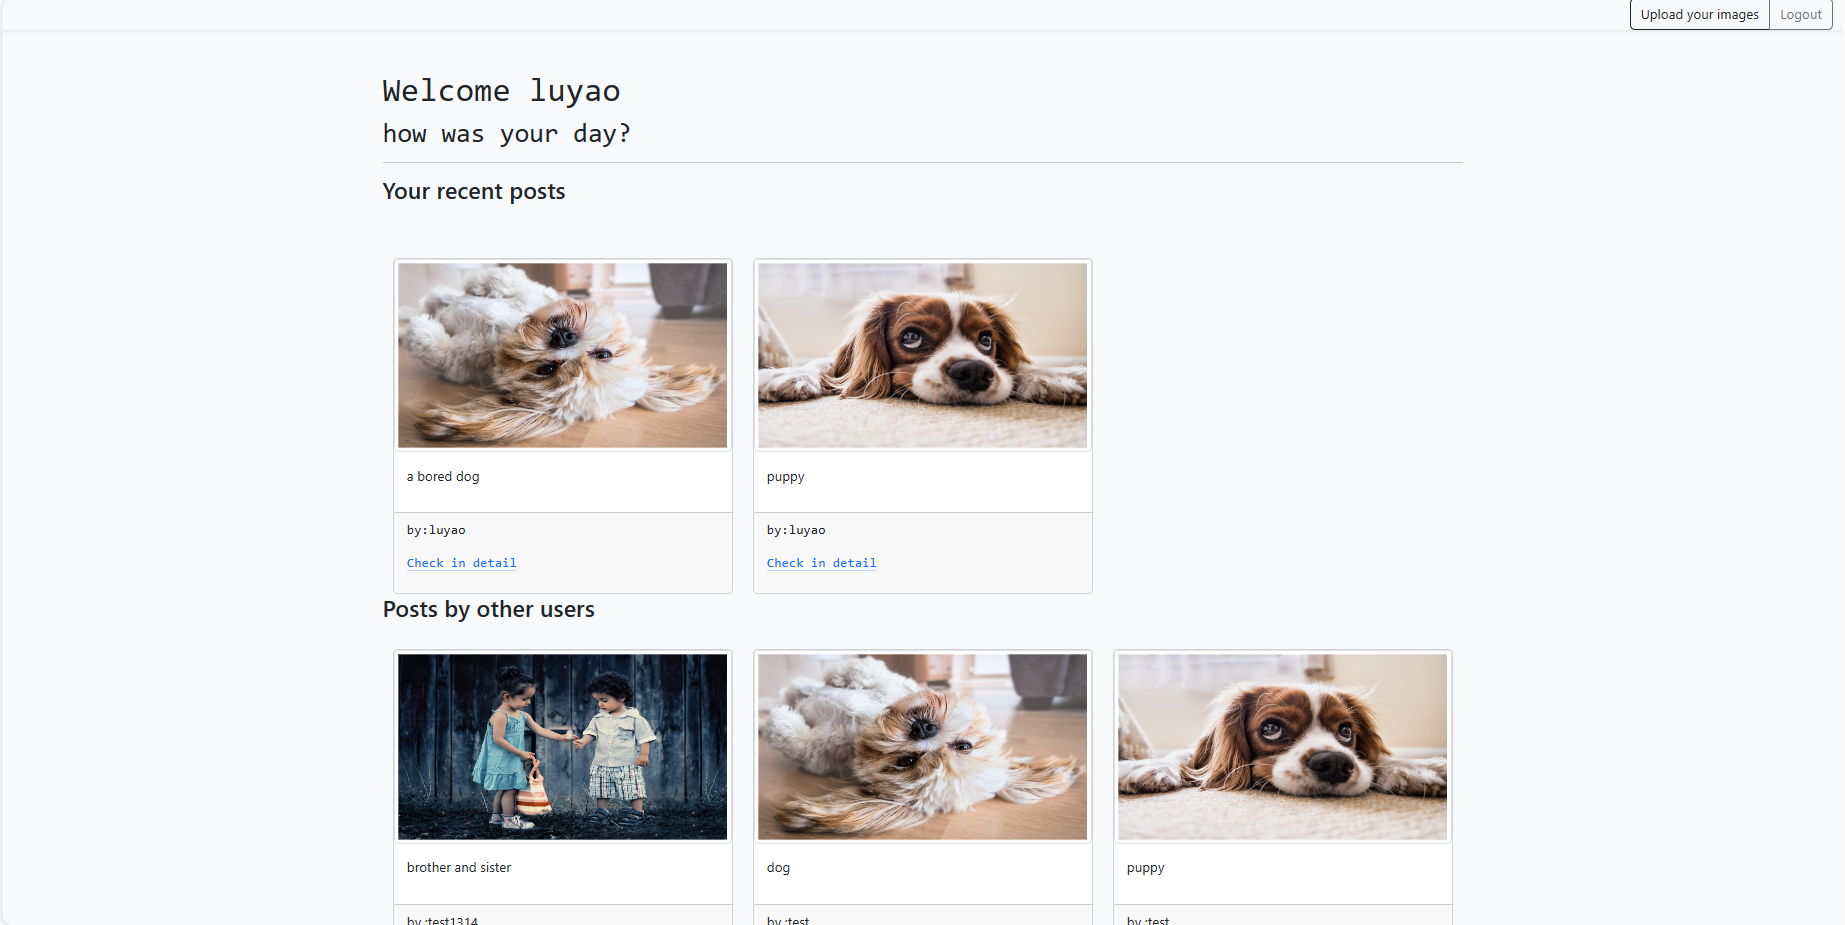 Upload your images
Logout
Welcome luyao
how was your day?
Your recent posts
a bored dog
by:luyao
Check in detail
puppy
by:luyao
Check in detail
Posts by other users
brother and sister
by :test1314
dog
by :test
puppy
by :test